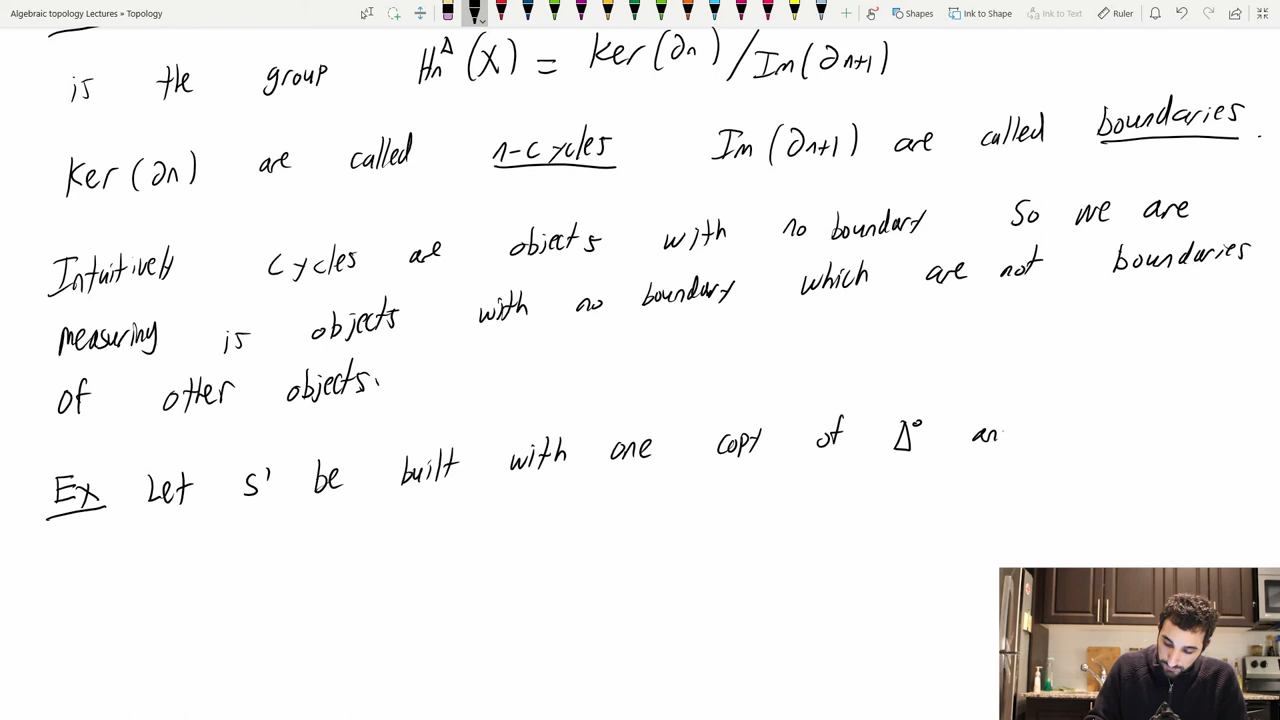 Algebraic topology Lectures » Topology
Shapes Ink to Shape Ink to Text Ruler
is the group Hₙ^Δ(X) = Ker(∂n)/Im(∂n+1)
Ker(∂n) are called n-cycles Im(∂n+1) are called boundaries.
Intuitively cycles are objects with no boundary So we are
measuring is objects with no boundary which are not boundaries
of other objects.
Ex Let S' be built with one copy of Δ° an